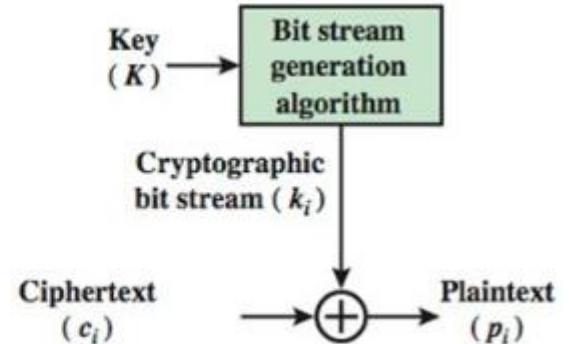 Key
(K)
Bit stream
generation
algorithm
Cryptographic
bit stream (kᵢ)
Ciphertext
(cᵢ)
Plaintext
(pᵢ)